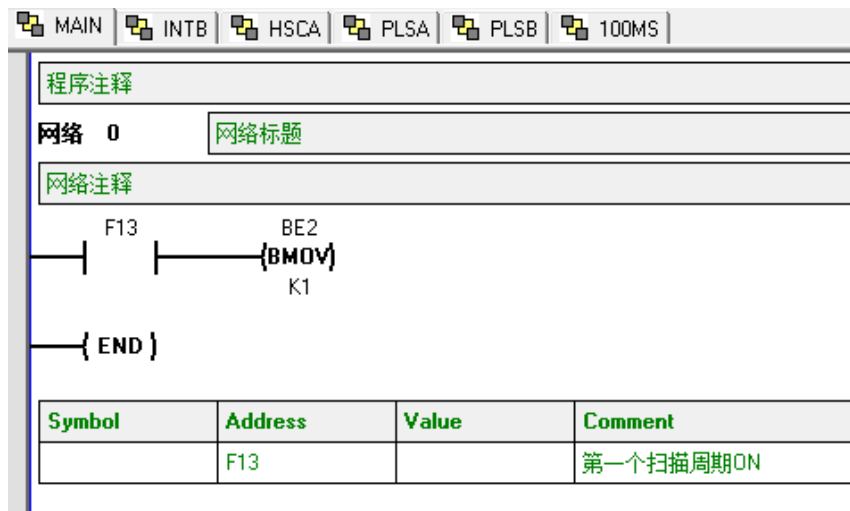 MAIN INTB HSCA PLSA PLSB 100MS
程序注释
网络 0 网络标题
网络注释
F13 BE2
(BMOV)
K1
( END )
Symbol Address Value Comment
F13 第一个扫描周期ON